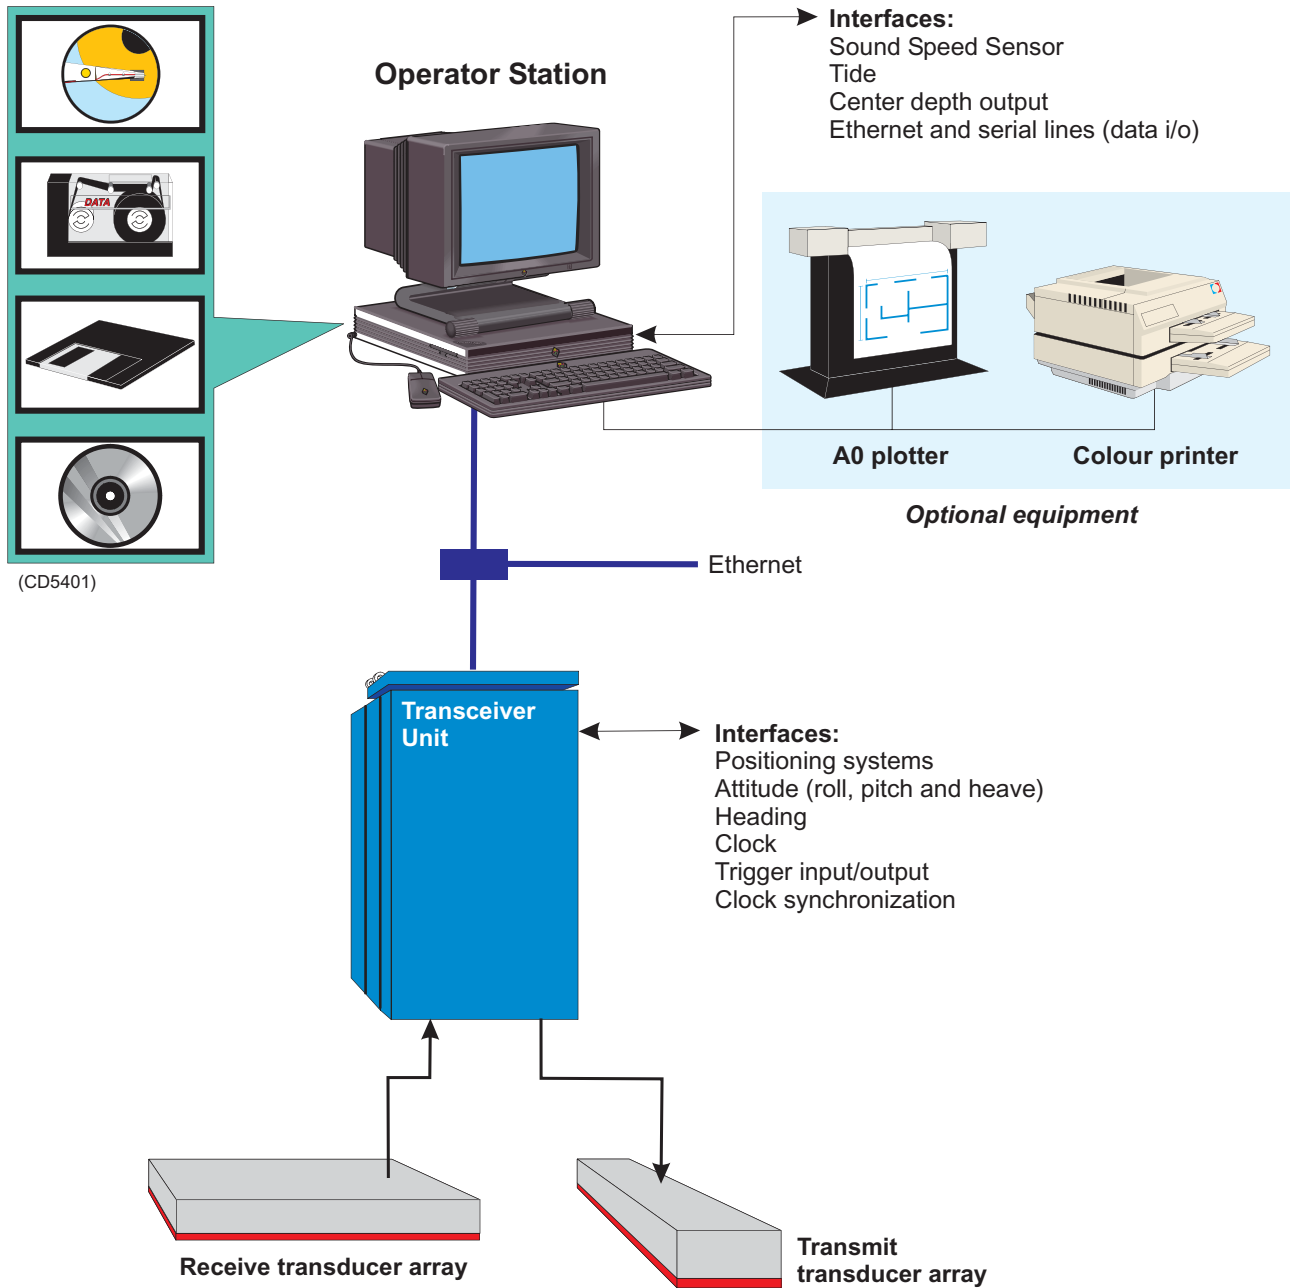 Interfaces:
Sound Speed Sensor
Tide
Center depth output
Ethernet and serial lines (data i/o)
Operator Station
DATA
A0 plotter
Colour printer
Optional equipment
(CD5401)
Ethernet
Transceiver
Unit
Interfaces:
Positioning systems
Attitude (roll, pitch and heave)
Heading
Clock
Trigger input/output
Clock synchronization
Receive transducer array
Transmit
transducer array